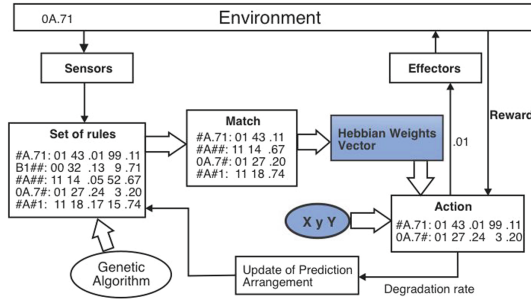 0A.71
Environment
Sensors
Effectors
Reward
Set of rules
#A.71: 01 43 .01 99 .11
B1##: 00 32 .13 9 .71
#A##: 11 14 .05 52 .67
0A.7#: 01 27 .24 3 .20
#A#1: 11 18 .17 15 .74
Match
#A.71: 01 43 .11
#A##: 11 14 .67
0A.7#: 01 27 .20
#A#1: 11 18 .74
Hebbian Weights
Vector
.01
X y Y
Action
#A.71: 01 43 .01 99 .11
0A.7#: 01 27 .24 3 .20
Genetic
Algorithm
Update of Prediction
Arrangement
Degradation rate